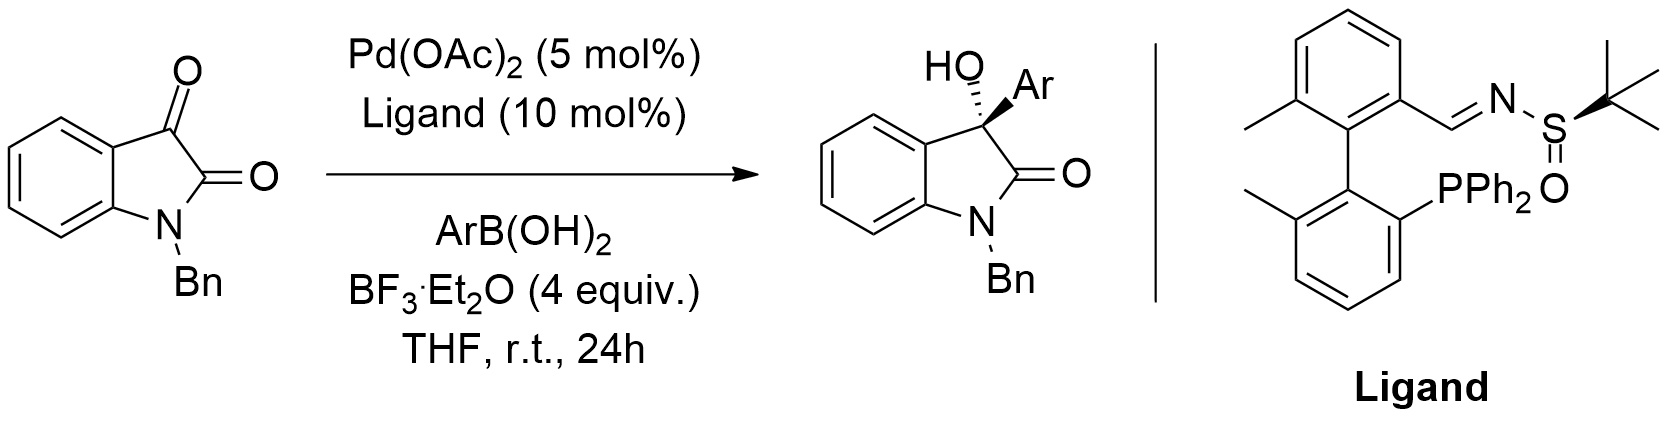 O
O
N
Bn
Pd(OAc)₂ (5 mol%)
Ligand (10 mol%)
ArB(OH)₂
BF₃·Et₂O (4 equiv.)
THF, r.t., 24h
HO
Ar
O
N
Bn
N
S
O
PPh₂
Ligand